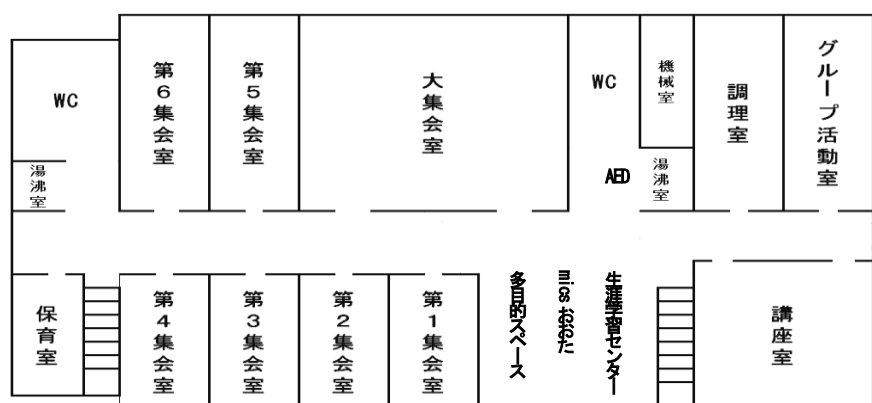 WC
湯沸室
第6集会室
第5集会室
大集会室
WC
AED
機械室
湯沸室
調理室
グループ活動室
保育室
第4集会室
第3集会室
第2集会室
第1集会室
多目的スペース
micsおおた
生涯学習センター
講座室